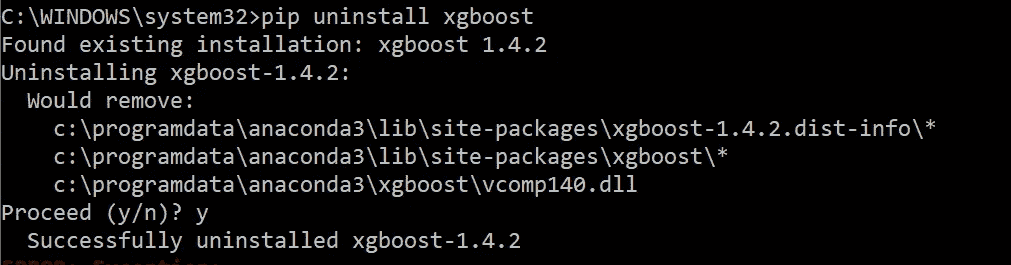 C:\WINDOWS\system32>pip uninstall xgboost
Found existing installation: xgboost 1.4.2
Uninstalling xgboost-1.4.2:
  Would remove:
    c:\programdata\anaconda3\lib\site-packages\xgboost-1.4.2.dist-info\*
    c:\programdata\anaconda3\lib\site-packages\xgboost\*
    c:\programdata\anaconda3\xgboost\vcomp140.dll
Proceed (y/n)? y
  Successfully uninstalled xgboost-1.4.2